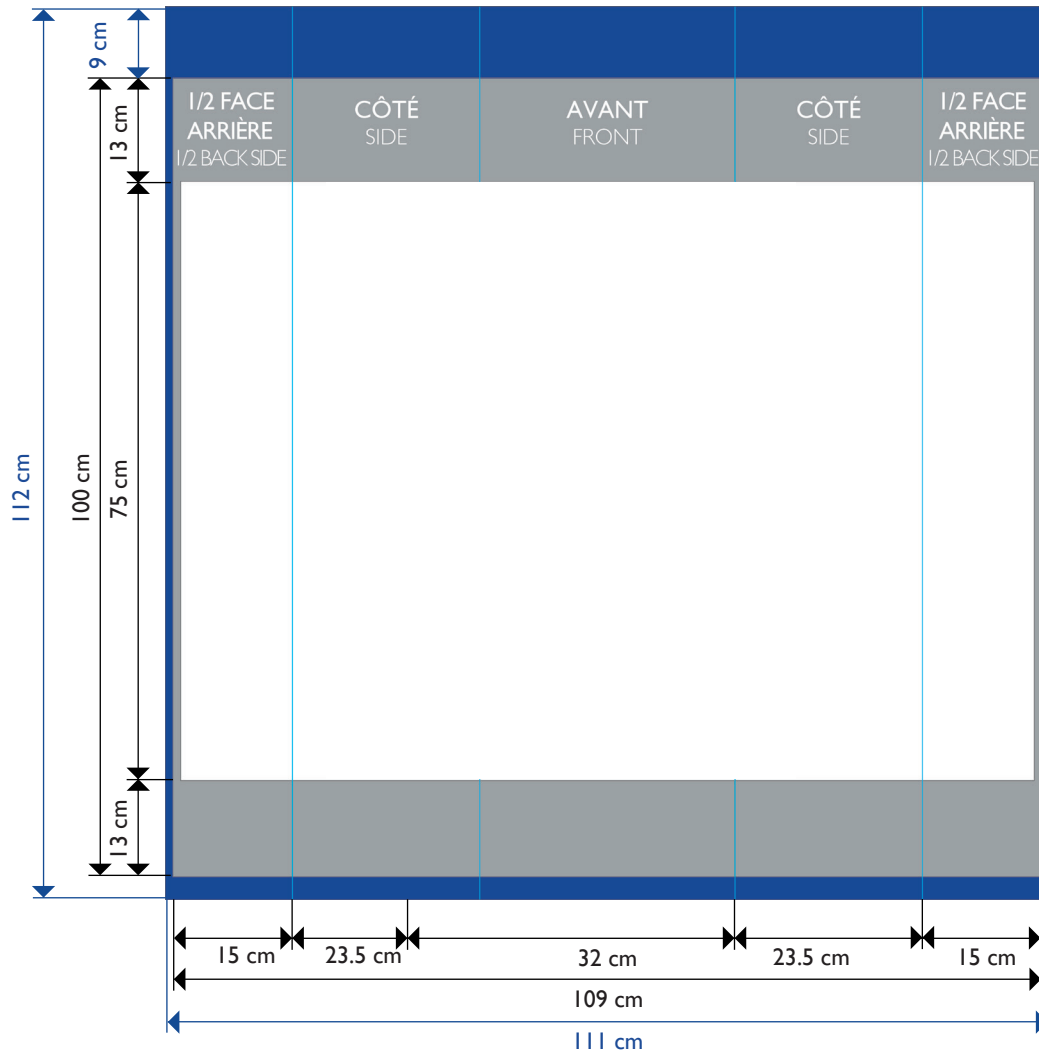 9 cm
13 cm
112 cm
100 cm
75 cm
13 cm
1/2 FACE
ARRIÈRE
1/2 BACK SIDE
CÔTÉ
SIDE
AVANT
FRONT
CÔTÉ
SIDE
1/2 FACE
ARRIÈRE
1/2 BACK SIDE
15 cm
23.5 cm
32 cm
23.5 cm
15 cm
109 cm
111 cm